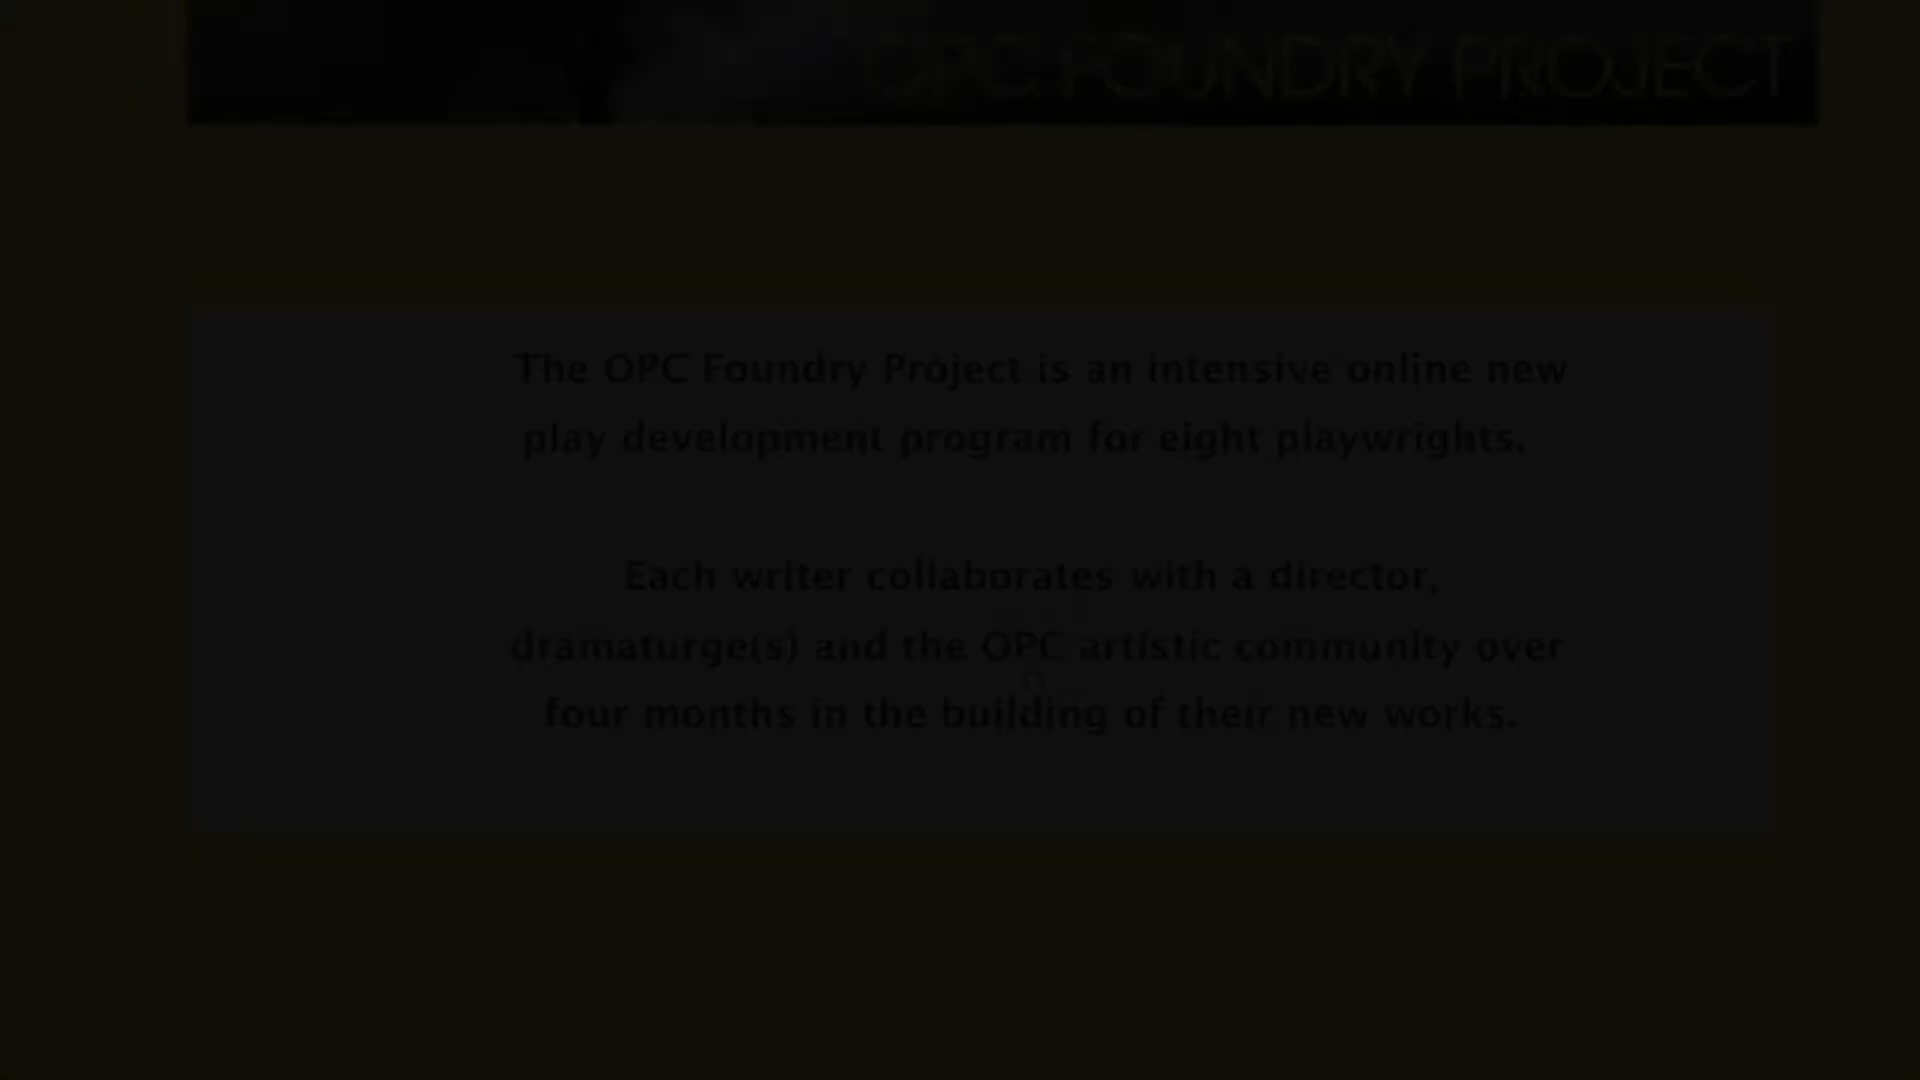 OPC FOUNDRY PROJECT
The OPC Foundry Project is an intensive online new
play development program for eight playwrights.
Each writer collaborates with a director,
dramaturge(s) and the OPC artistic community over
four months in the building of their new works.